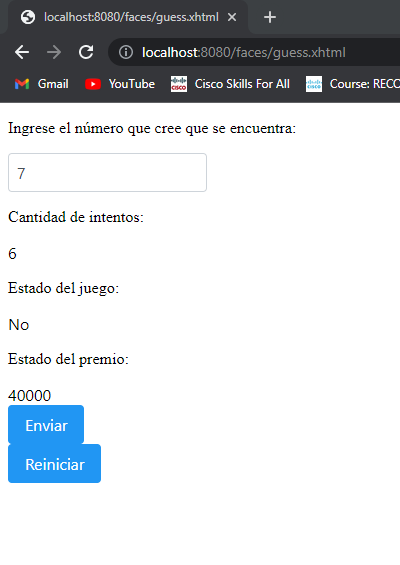 localhost:8080/faces/guess.xhtml
localhost:8080/faces/guess.xhtml
Gmail YouTube CISCO Cisco Skills For All Course: RECO
Ingrese el número que cree que se encuentra:
7
Cantidad de intentos:
6
Estado del juego:
No
Estado del premio:
40000
Enviar
Reiniciar